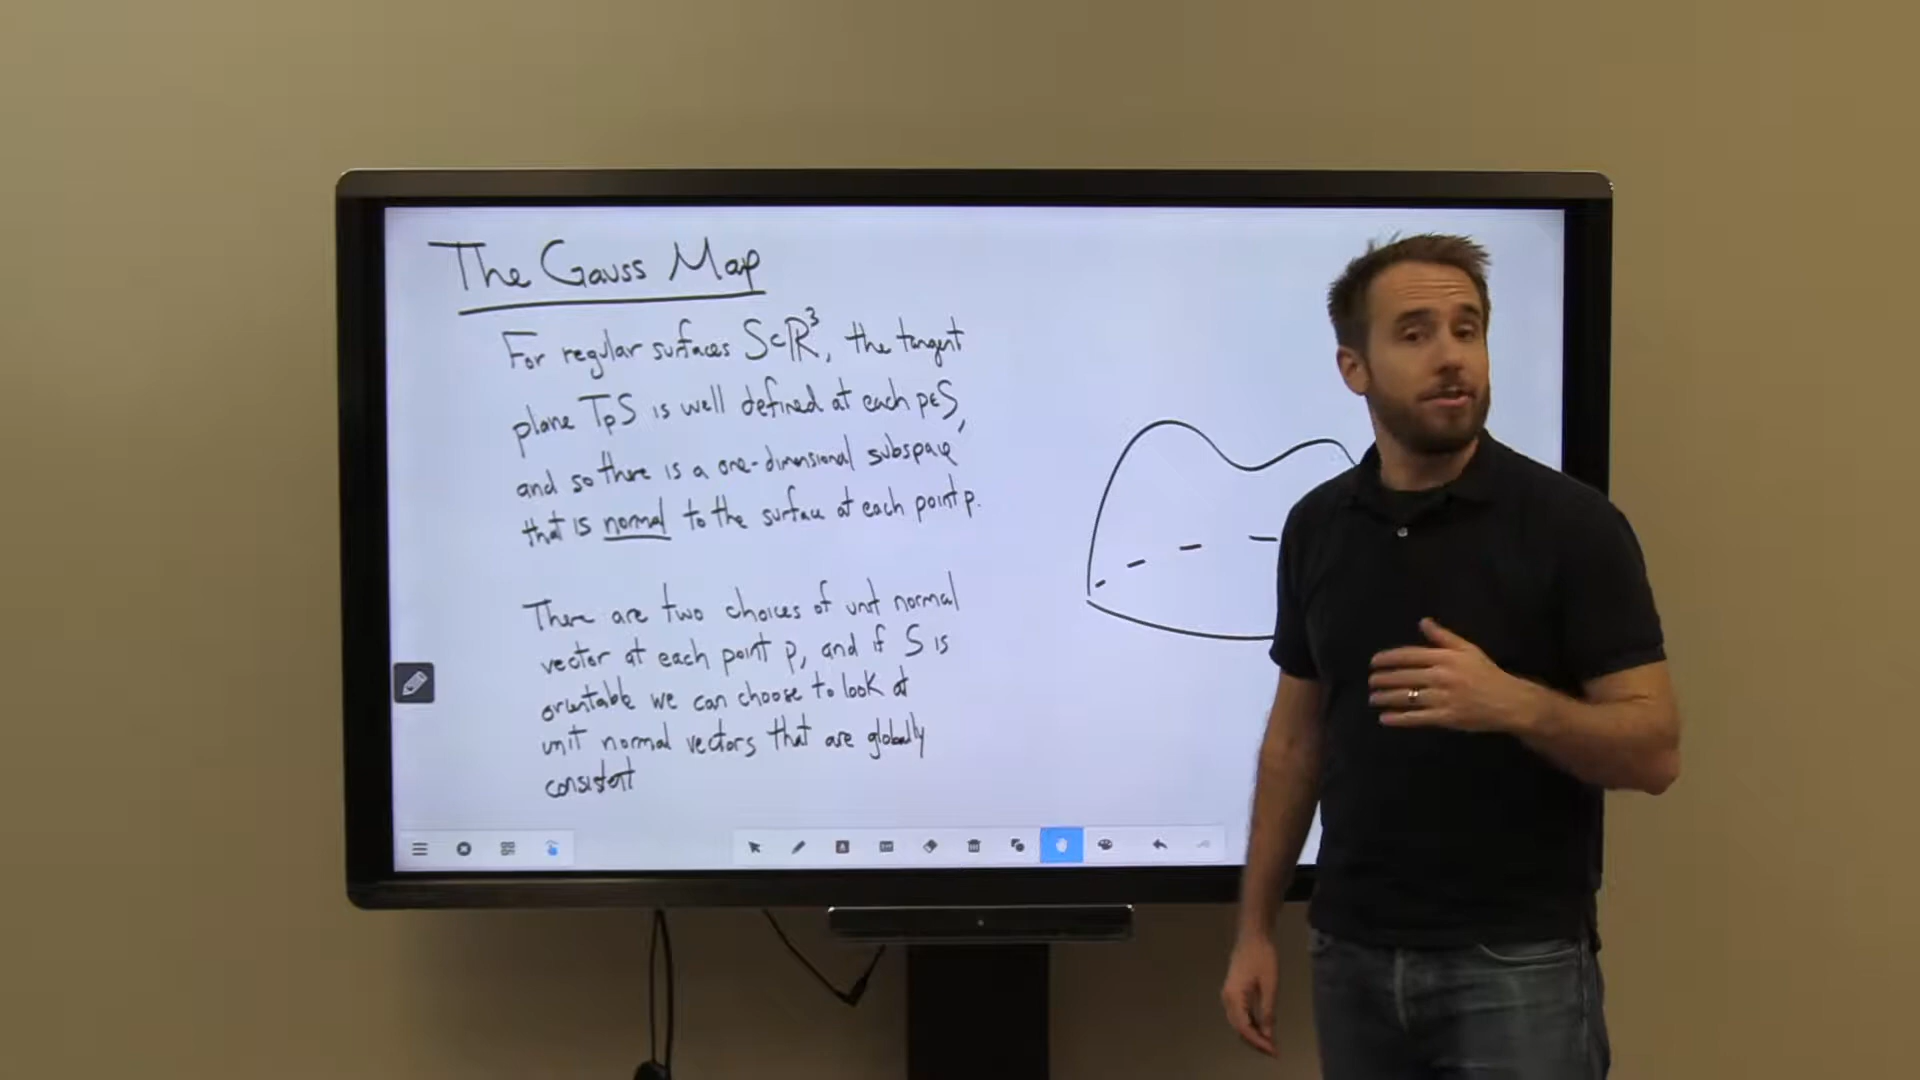 The Gauss Map
For regular surfaces S⊂ℝ³, the tangent
plane TₚS is well defined at each p∈S,
and so there is a one-dimensional subspace
that is normal to the surface at each point p.
There are two choices of unit normal
vector at each point p, and if S is
orientable we can choose to look at
unit normal vectors that are globally
consistent